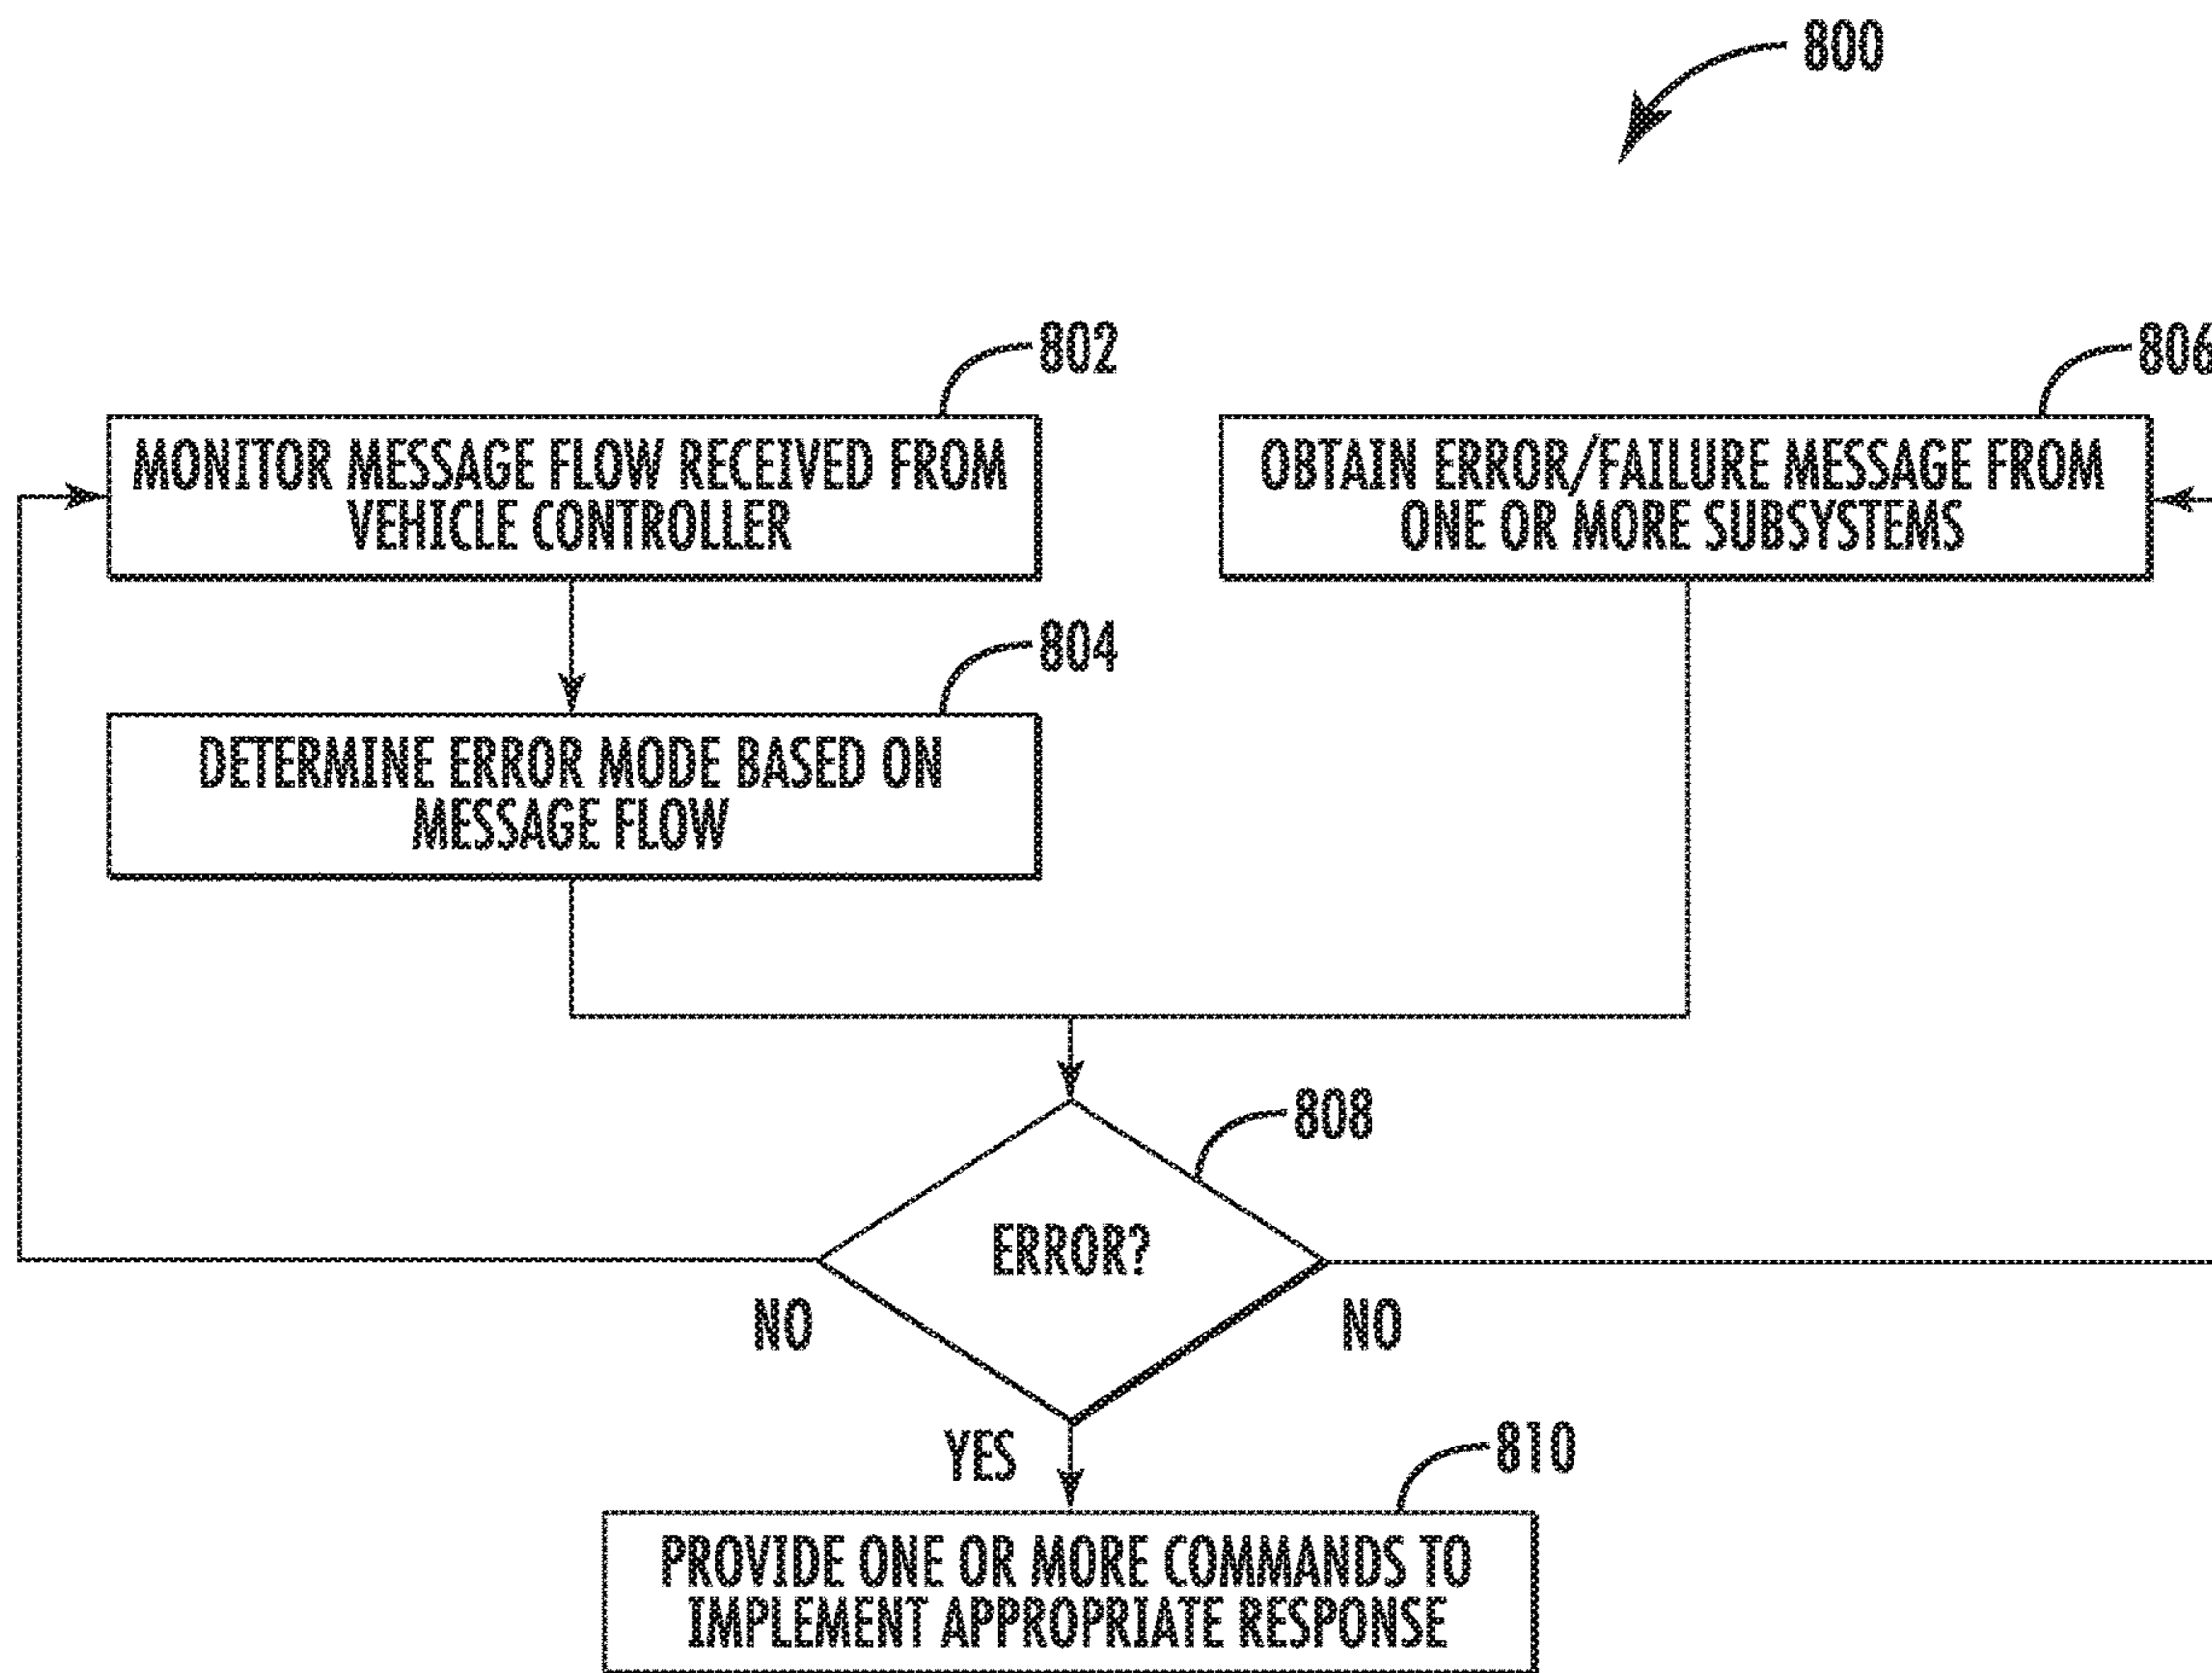 800
802
MONITOR MESSAGE FLOW RECEIVED FROM
VEHICLE CONTROLLER
806
OBTAIN ERROR/FAILURE MESSAGE FROM
ONE OR MORE SUBSYSTEMS
804
DETERMINE ERROR MODE BASED ON
MESSAGE FLOW
808
ERROR?
NO
NO
YES
810
PROVIDE ONE OR MORE COMMANDS TO
IMPLEMENT APPROPRIATE RESPONSE